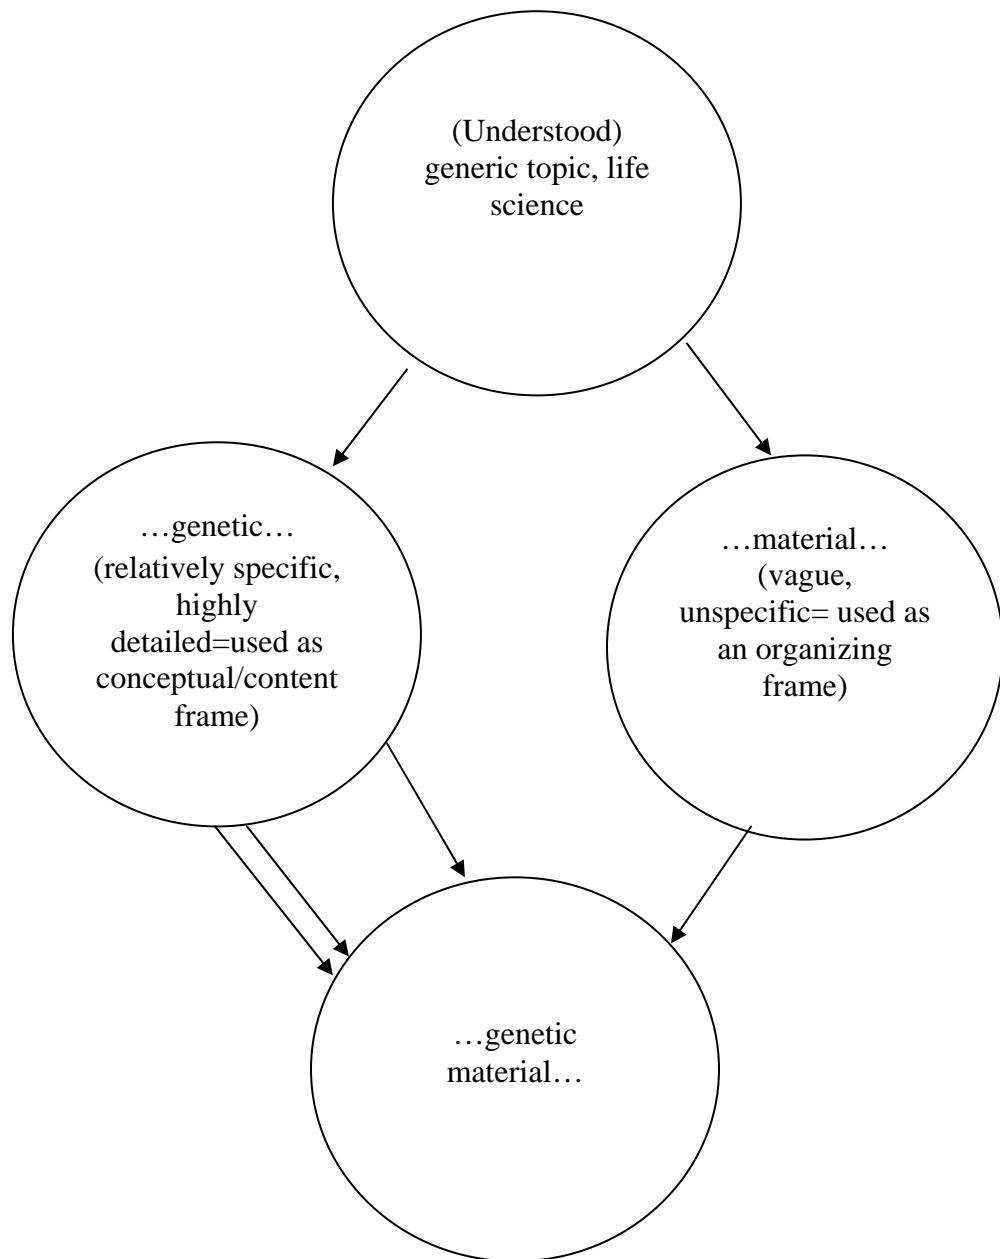 (Understood)
generic topic, life
science
…genetic…
(relatively specific,
highly
detailed=used as
conceptual/content
frame)
…material…
(vague,
unspecific= used as
an organizing
frame)
…genetic
material…